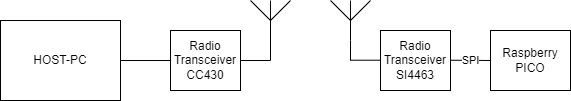 HOST-PC
Radio
Transceiver
CC430
Radio
Transceiver
SI4463
SPI
Raspberry
PICO